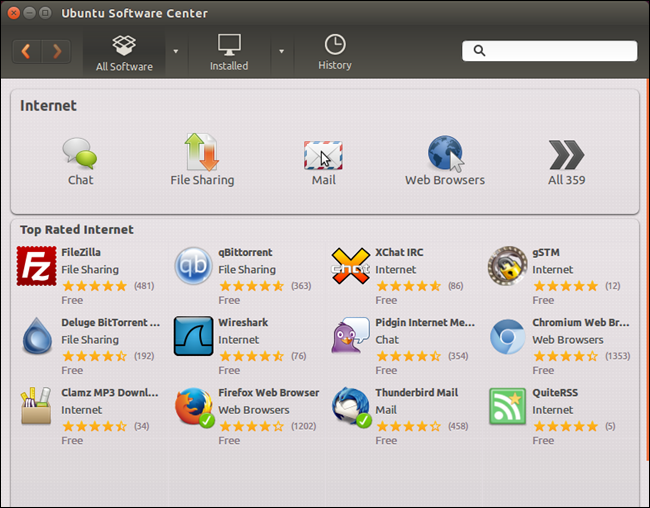 Ubuntu Software Center
All Software
Installed
History
Internet
Chat
File Sharing
Mail
Web Browsers
All 359
Top Rated Internet
FileZilla
File Sharing
(481)
Free
qBittorrent
File Sharing
(363)
Free
XChat IRC
Internet
(86)
Free
gSTM
Internet
(12)
Free
Deluge BitTorrent ...
File Sharing
(192)
Free
Wireshark
Internet
(76)
Free
Pidgin Internet Me...
Chat
(354)
Free
Chromium Web Br...
Web Browsers
(1353)
Free
Clamz MP3 Downl...
Internet
(34)
Free
Firefox Web Browser
Web Browsers
(1202)
Free
Thunderbird Mail
Mail
(458)
Free
QuiteRSS
Internet
(5)
Free